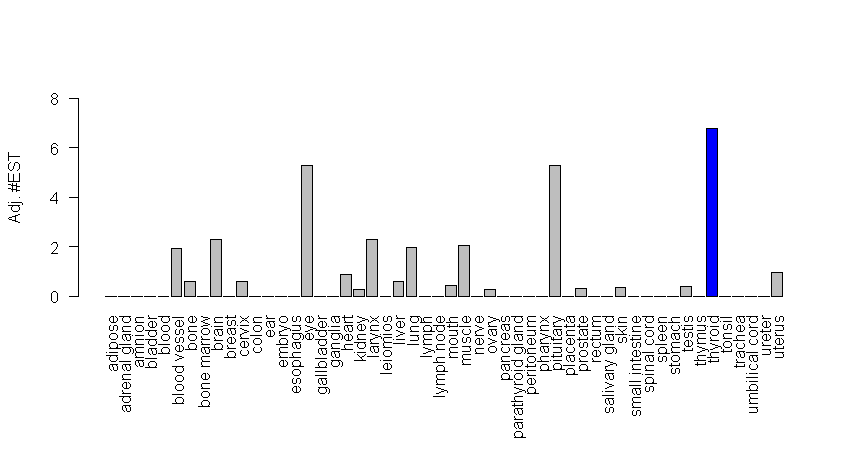 Adj. #EST
8
6
4
2
0
adipose
adrenal gland
amnion
bladder
blood
blood vessel
bone
bone marrow
brain
breast
cervix
colon
ear
embryo
esophagus
eye
gallbladder
ganglia
heart
kidney
larynx
leiomios
liver
lung
lymph
lymph node
mouth
muscle
nerve
ovary
pancreas
parathyroid gland
peritoneum
pharynx
pituitary
placenta
prostate
rectum
salivary gland
skin
small intestine
spinal cord
spleen
stomach
testis
thymus
thyroid
tonsil
trachea
umbilical cord
ureter
uterus